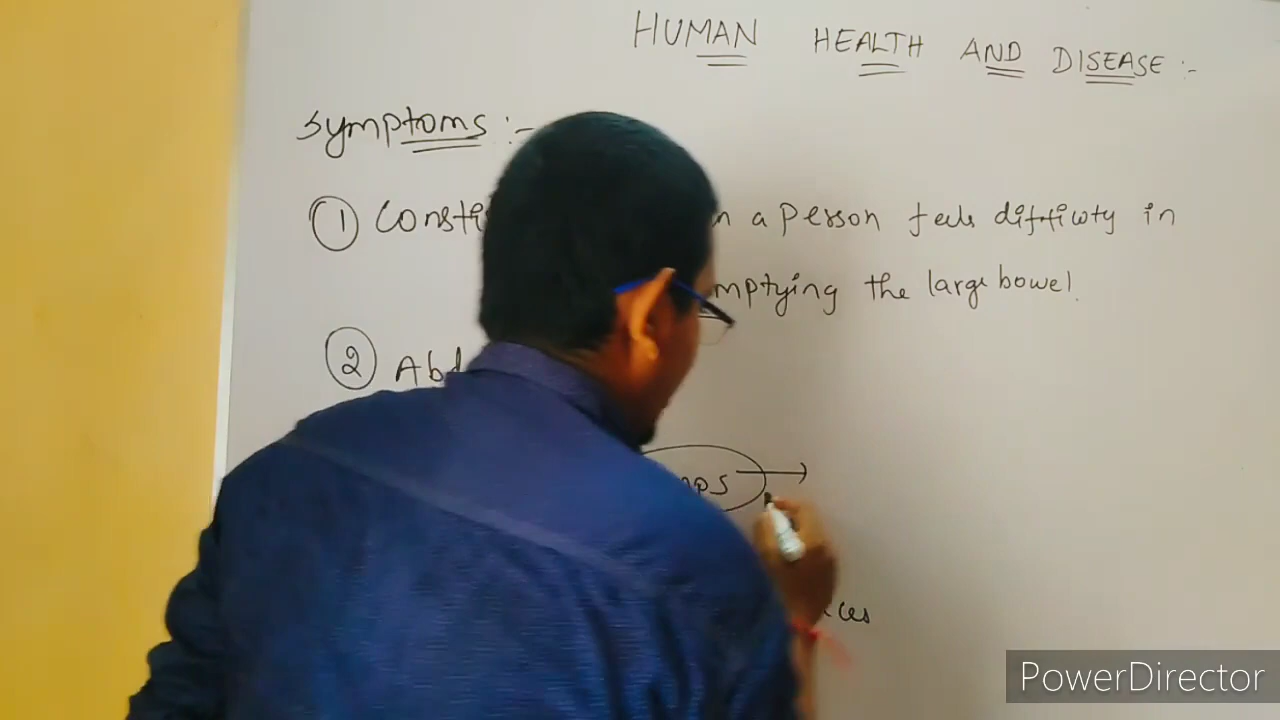 HUMAN HEALTH AND DISEASE :-
Symptoms :-
① Consti n a person feels difficulty in
mptying the large bowel.
② Abd
mps
ces
PowerDirector